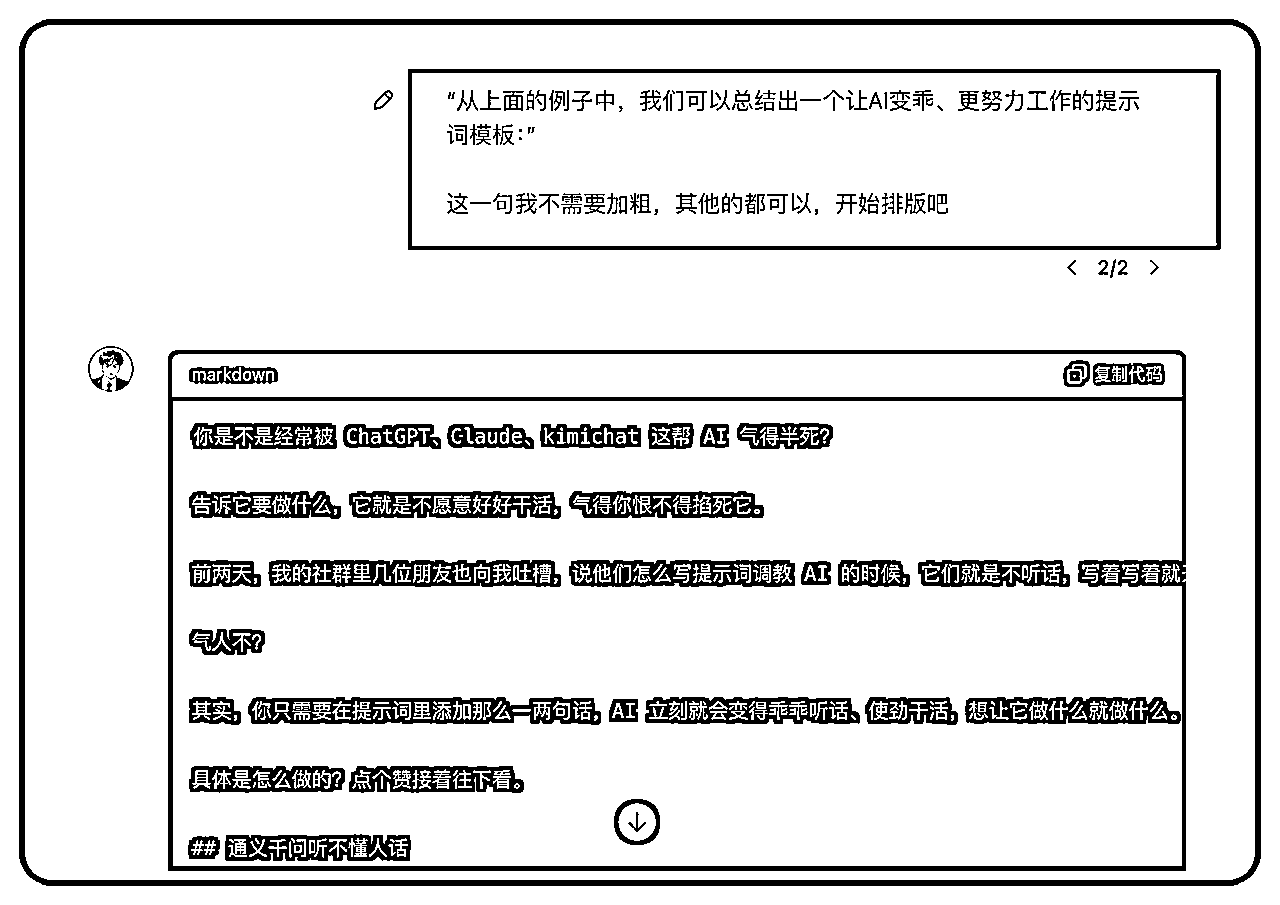 “从上面的例子中，我们可以总结出一个让AI变乖、更努力工作的提示
词模板：”
这一句我不需要加粗，其他的都可以，开始排版吧
2/2
markdown
复制代码
你是不是经常被 ChatGPT、Claude、kimichat 这帮 AI 气得半死？
告诉它要做什么，它就是不愿意好好干活，气得你恨不得掐死它。
前两天，我的社群里几位朋友也向我吐槽，说他们怎么写提示词调教 AI 的时候，它们就是不听话，写着写着就
气人不？
其实，你只需要在提示词里添加那么一两句话，AI 立刻就会变得乖乖听话、使劲干活，想让它做什么就做什么。
具体是怎么做的？点个赞接着往下看。
## 通义千问听不懂人话